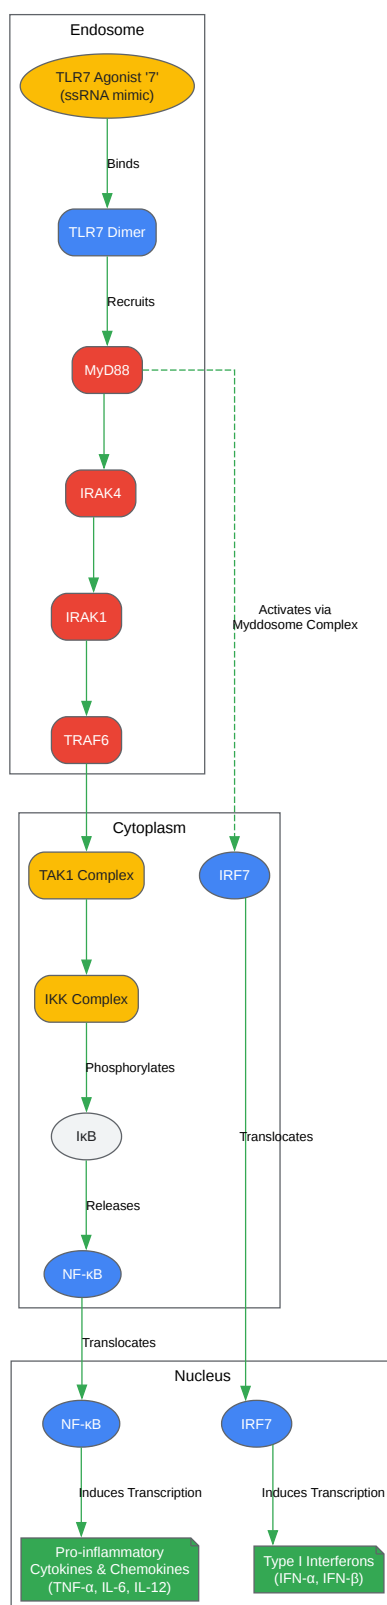 Endosome
TLR7 Agonist '7'
(ssRNA mimic)
Binds
TLR7 Dimer
Recruits
MyD88
IRAK4
IRAK1
Activates via
Myddosome Complex
TRAF6
Cytoplasm
TAK1 Complex
IRF7
IKK Complex
Phosphorylates
IκB
Translocates
Releases
NF-κB
Translocates
Nucleus
NF-κB
IRF7
Induces Transcription
Induces Transcription
Pro-inflammatory
Cytokines & Chemokines
(TNF-α, IL-6, IL-12)
Type I Interferons
(IFN-α, IFN-β)